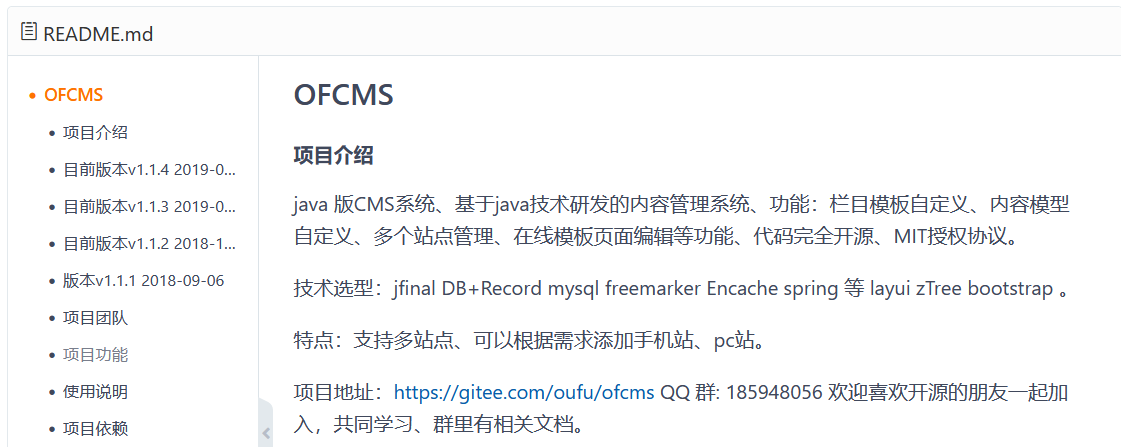 README.md
OFCMS
项目介绍
目前版本v1.1.4 2019-0...
目前版本v1.1.3 2019-0...
目前版本v1.1.2 2018-1...
版本v1.1.1 2018-09-06
项目团队
项目功能
使用说明
项目依赖
OFCMS
项目介绍
java 版CMS系统、基于java技术研发的内容管理系统、功能：栏目模板自定义、内容模型
自定义、多个站点管理、在线模板页面编辑等功能、代码完全开源、MIT授权协议。
技术选型：jfinal DB+Record mysql freemarker Encache spring 等 layui zTree bootstrap 。
特点：支持多站点、可以根据需求添加手机站、pc站。
项目地址：https://gitee.com/oufu/ofcms QQ 群: 185948056 欢迎喜欢开源的朋友一起加
入，共同学习、群里有相关文档。